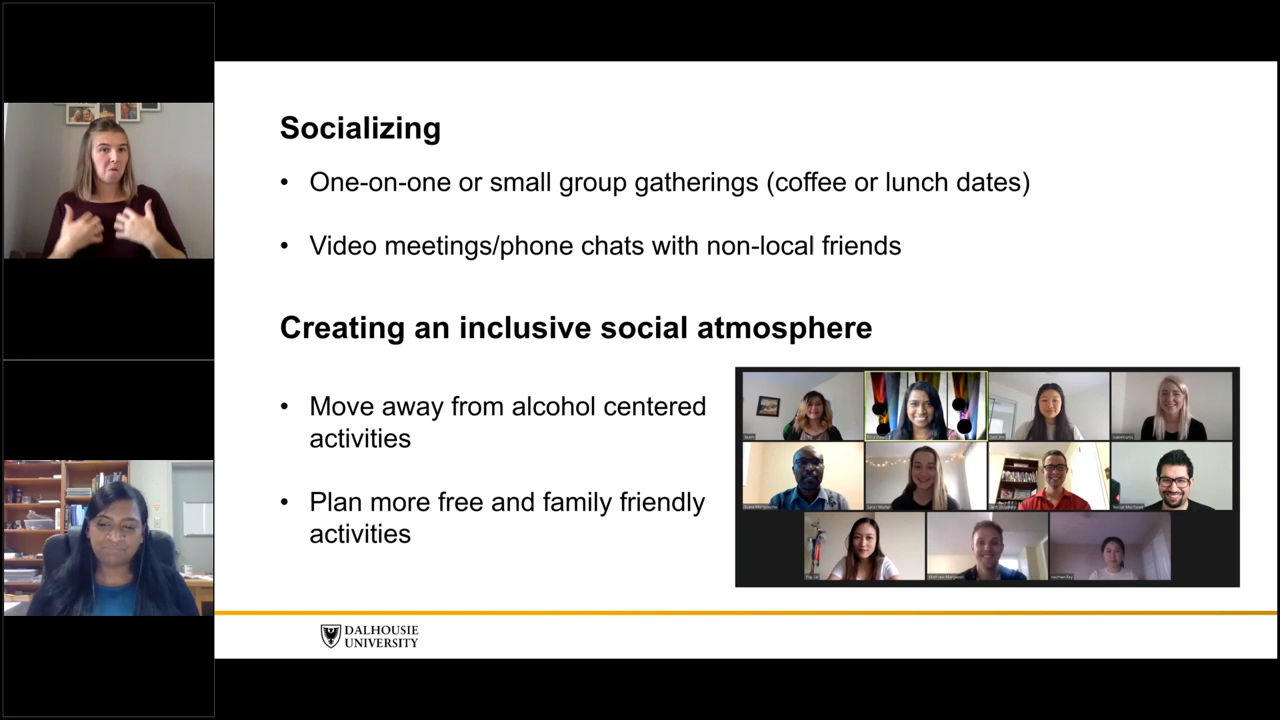 Socializing
• One-on-one or small group gatherings (coffee or lunch dates)
• Video meetings/phone chats with non-local friends
Creating an inclusive social atmosphere
• Move away from alcohol centered
activities
• Plan more free and family friendly
activities
DALHOUSIE
UNIVERSITY